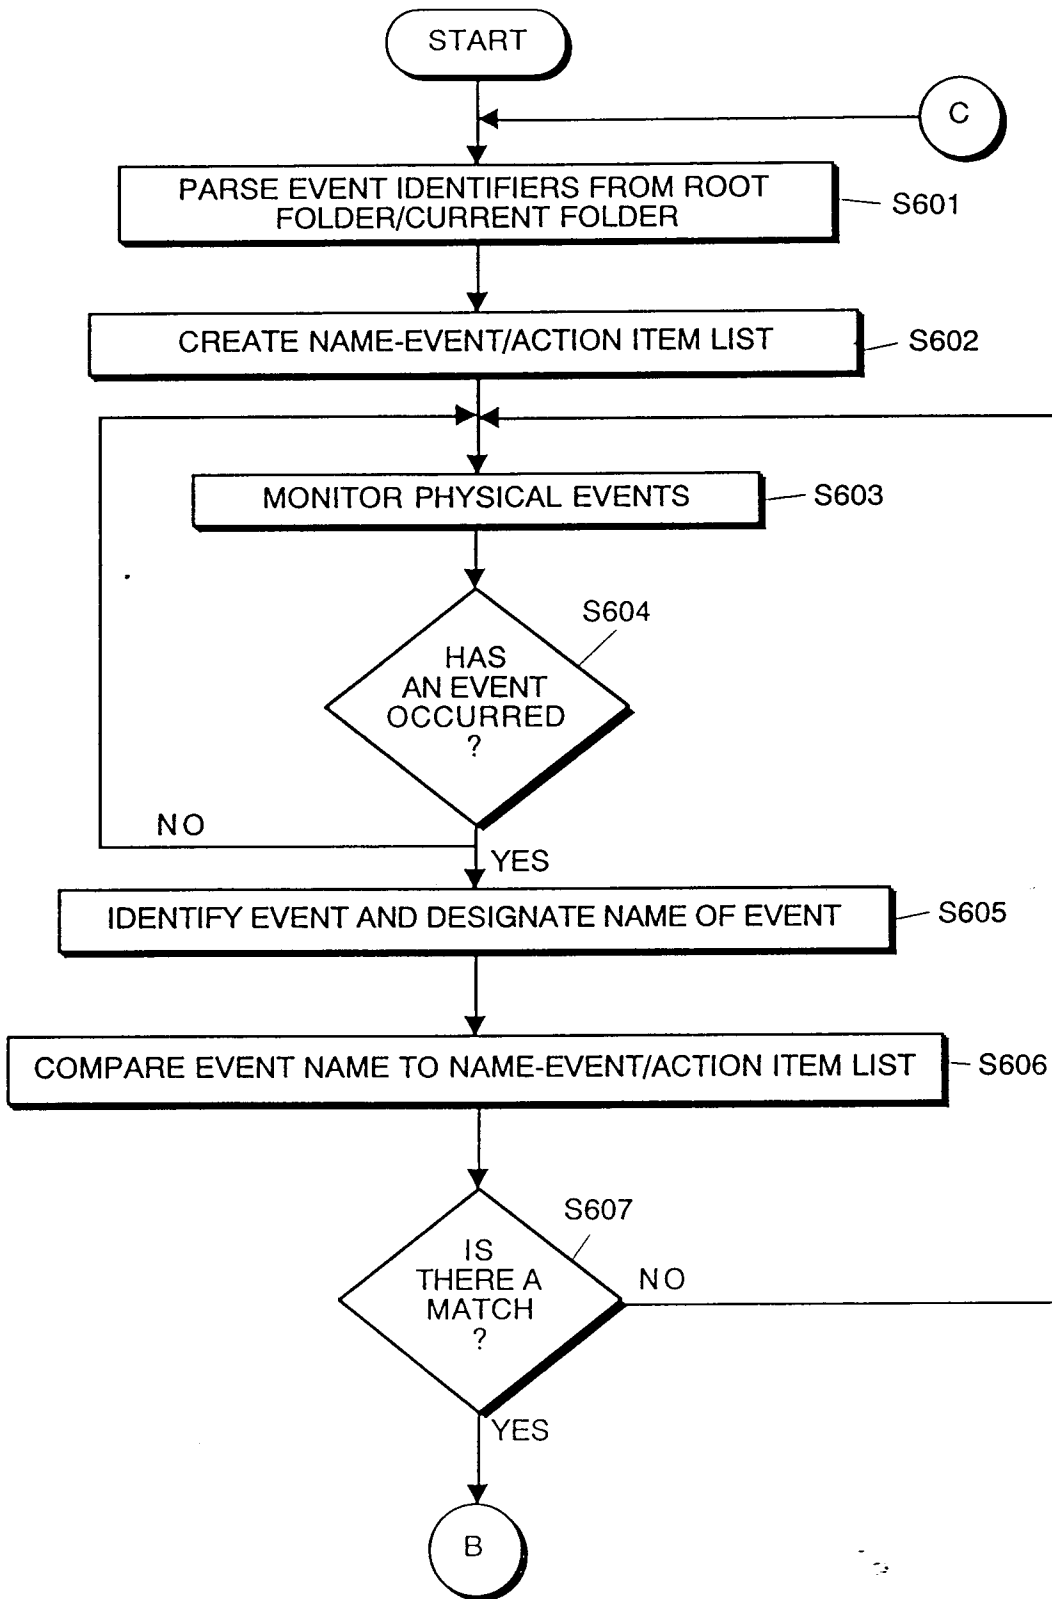 START
C
PARSE EVENT IDENTIFIERS FROM ROOT
FOLDER/CURRENT FOLDER
S601
CREATE NAME-EVENT/ACTION ITEM LIST
S602
MONITOR PHYSICAL EVENTS
S603
S604
HAS
AN EVENT
OCCURRED
?
NO
YES
IDENTIFY EVENT AND DESIGNATE NAME OF EVENT
S605
COMPARE EVENT NAME TO NAME-EVENT/ACTION ITEM LIST
S606
S607
IS
THERE A
MATCH
?
NO
YES
B